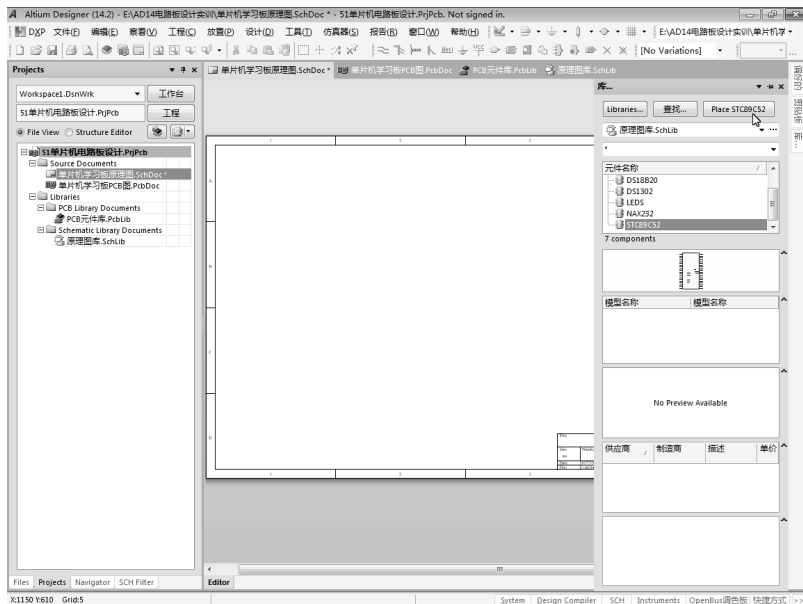 Altium Designer (14.2) - E:\AD14电路板设计实训\单片机学习板原理图.SchDoc * - 51单片机电路板设计.PrjPcb. Not signed in.
DXP 文件(F) 编辑(E) 察看(V) 工程(C) 放置(P) 设计(D) 工具(T) 仿真器(S) 报告(R) 窗口(W) 帮助(H) E:\AD14电路板设计实训\单片机学
[No Variations]
Projects
单片机学习板原理图.SchDoc * 单片机学习板PCB图.PcbDoc PCB元件库.PcbLib 原理图库.SchLib
Workspace1.DsnWrk 工作台
51单片机电路板设计.PrjPcb 工程
File View Structure Editor
51单片机电路板设计.PrjPcb
Source Documents
单片机学习板原理图.SchDoc *
单片机学习板PCB图.PcbDoc
Libraries
PCB Library Documents
PCB元件库.PcbLib
Schematic Library Documents
原理图库.SchLib
库...
Libraries... 查找... Place STC89C52
原理图库.SchLib
*
元件名称
DS18B20
DS1302
LEDS
NAX232
STC89C52
7 components
模型名称 模型名称
No Preview Available
供应商 制造商 描述 单价
剪贴板
Files Projects Navigator SCH Filter
Editor
X:1150 Y:610 Grid:5
System Design Compiler SCH Instruments OpenBus调色板 快捷方式 >>